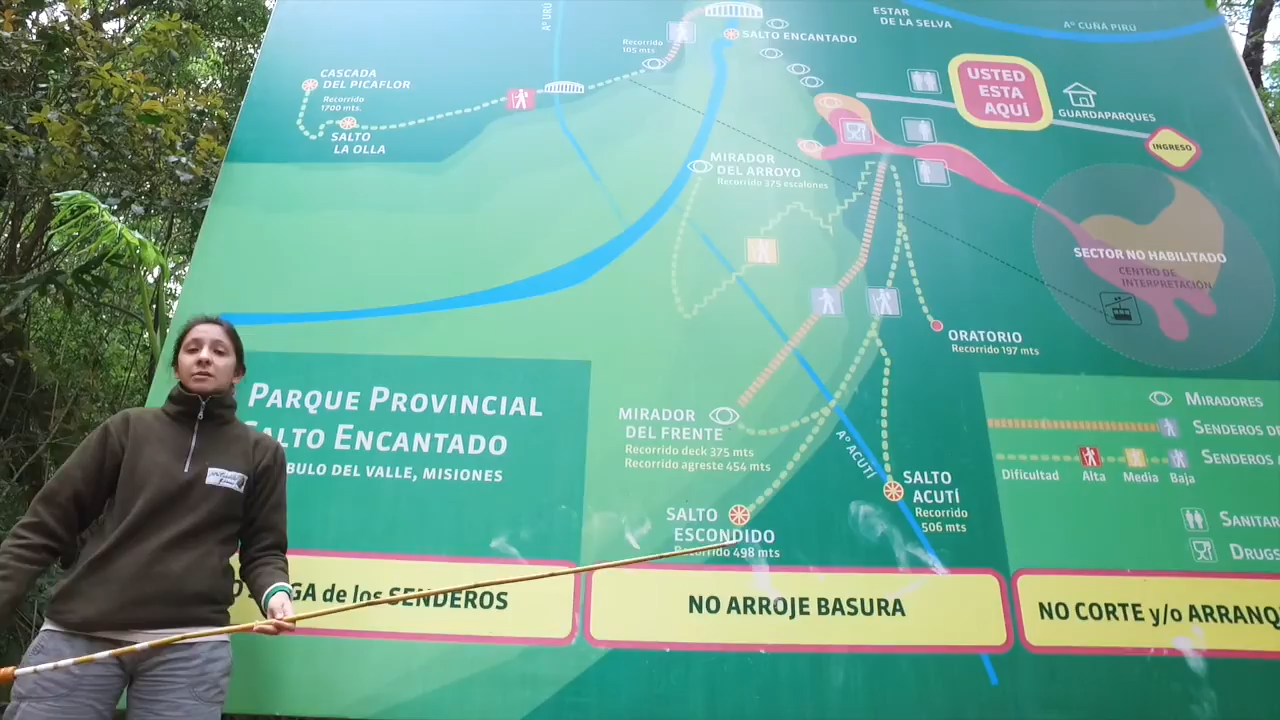 ESTAR
DE LA SELVA
Aº CUÑÁ PIRÚ
Aº URÚ
SALTO ENCANTADO
Recorrido
105 mts
CASCADA
DEL PICAFLOR
Recorrido
1700 mts.
SALTO
LA OLLA
USTED
ESTA
AQUÍ
GUARDAPARQUES
INGRESO
MIRADOR
DEL ARROYO
Recorrido 375 escalones
SECTOR NO HABILITADO
CENTRO DE
INTERPRETACIÓN
ORATORIO
Recorrido 197 mts
PARQUE PROVINCIAL
SALTO ENCANTADO
BULO DEL VALLE, MISIONES
MIRADOR
DEL FRENTE
Recorrido deck 375 mts
Recorrido agreste 454 mts
Aº ACUTÍ
SALTO
ACUTÍ
Recorrido
506 mts
SALTO
ESCONDIDO
Recorrido 498 mts
MIRADORES
SENDEROS
SENDEROS
Dificultad Alta Media Baja
SANITAR
DRUGS
GA de los SENDEROS
NO ARROJE BASURA
NO CORTE y/o ARRANQ